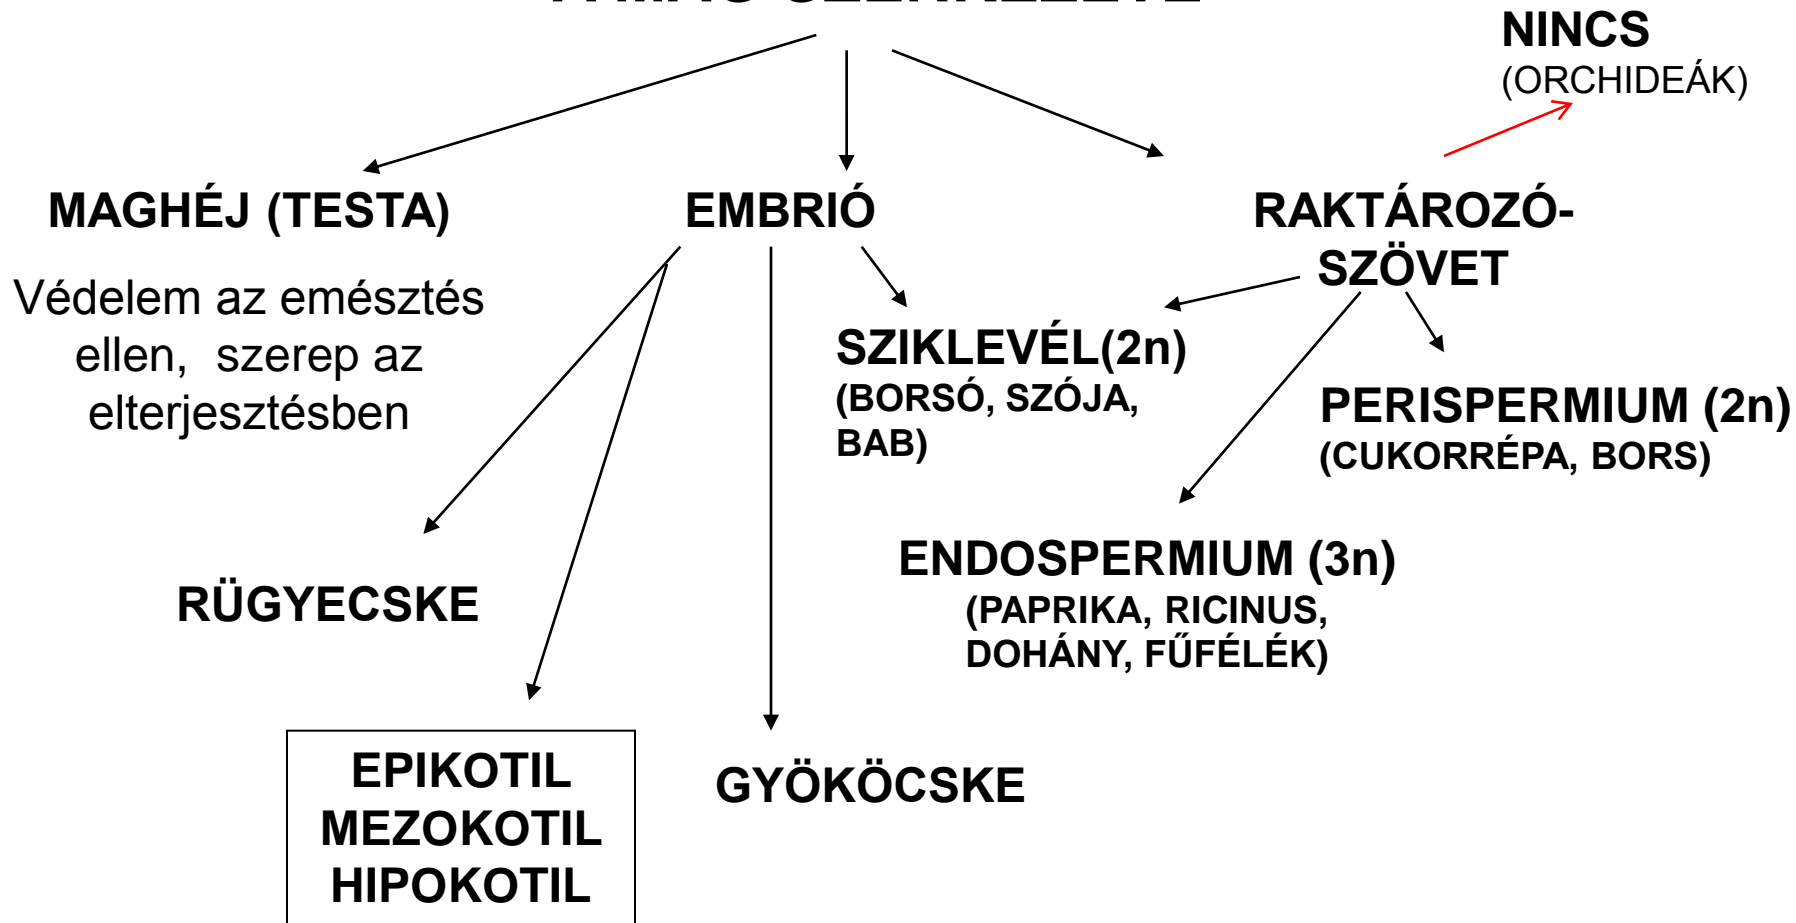 NINCS
(ORCHIDEÁK)
MAGHÉJ (TESTA)
Védelem az emésztés
ellen, szerep az
elterjesztésben
EMBRIÓ
RAKTÁROZÓ-
SZÖVET
SZIKLEVÉL(2n)
(BORSÓ, SZÓJA,
BAB)
PERISPERMIUM (2n)
(CUKORRÉPA, BORS)
ENDOSPERMIUM (3n)
(PAPRIKA, RICINUS,
DOHÁNY, FŰFÉLÉK)
RÜGYECSKE
EPIKOTIL
MEZOKOTIL
HIPOKOTIL
GYÖKÖCSKE